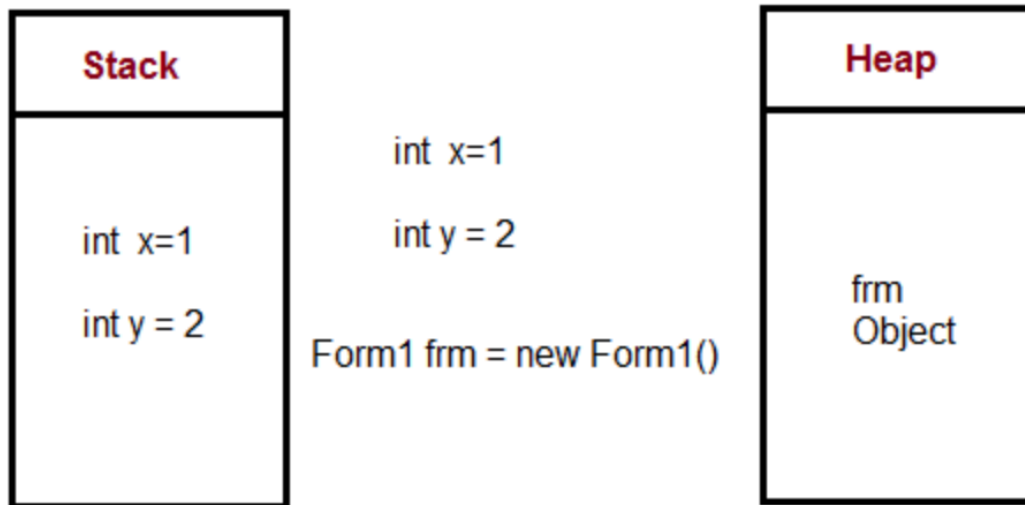 Stack
int  x=1
int y = 2
int  x=1
int y = 2
Form1 frm = new Form1()
Heap
frm
Object